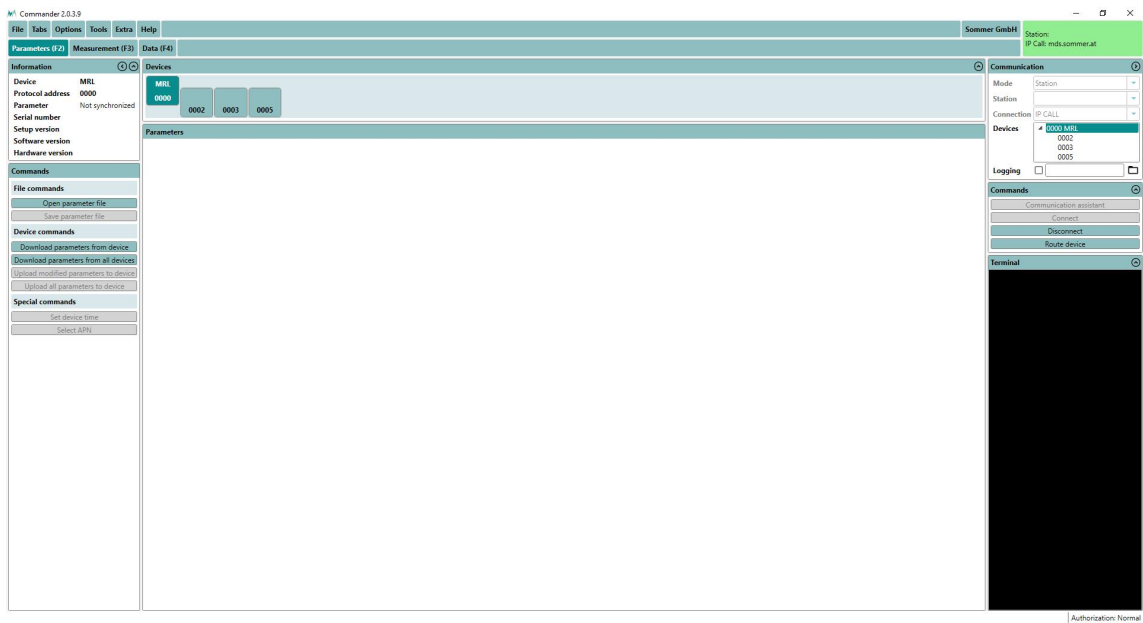 Commander 2.0.3.9
File Tabs Options Tools Extra Help
Sommer GmbH
Station:
IP Call: mds.sommer.at
Parameters (F2) Measurement (F3) Data (F4)
Information
Device MRL
Protocol address 0000
Parameter Not synchronized
Serial number
Setup version
Software version
Hardware version
Commands
File commands
Open parameter file
Save parameter file
Device commands
Download parameters from device
Download parameters from all devices
Upload modified parameters to device
Upload all parameters to device
Special commands
Set device time
Select APN
Devices
MRL
0000
0002 0003 0005
Parameters
Communication
Mode Station
Station
Connection IP CALL
Devices 0000 MRL
0002
0003
0005
Logging
Commands
Communication assistant
Connect
Disconnect
Route device
Terminal
Authorization: Normal